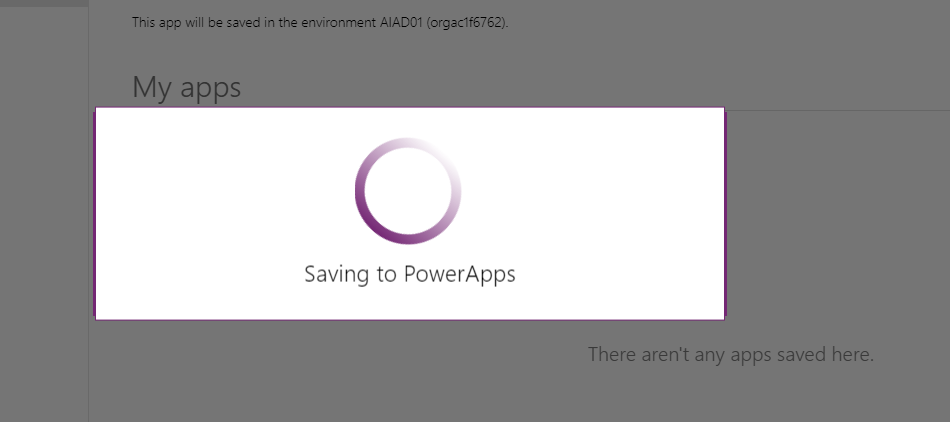 This app will be saved in the environment AIAD01 (orgac1f6762).
My apps
Saving to PowerApps
There aren't any apps saved here.